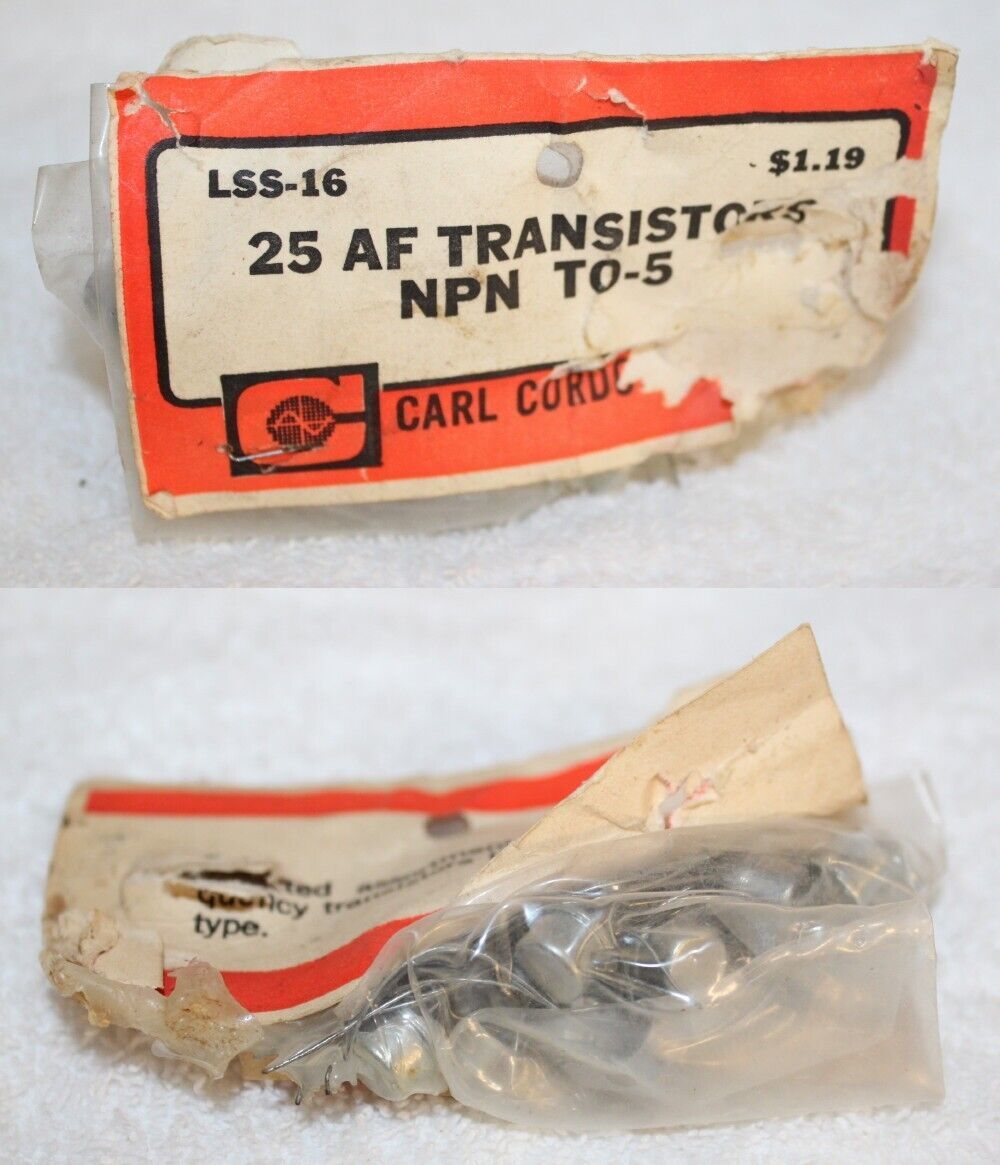 LSS-16
$1.19
25 AF TRANSISTORS
NPN TO-5
CARL CORDO
type.